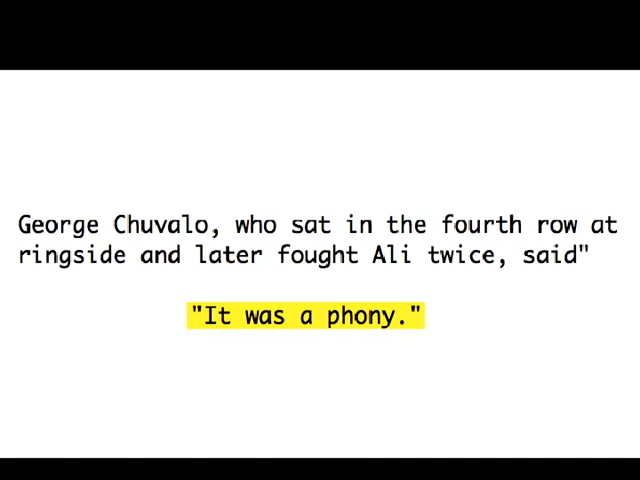 George Chuvalo, who sat in the fourth row at
ringside and later fought Ali twice, said"
"It was a phony."